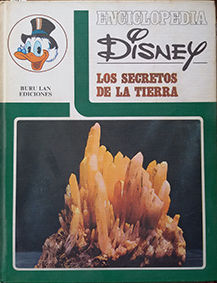 ENCICLOPEDIA
DISNEY
LOS SECRETOS
DE LA TIERRA
BURU LAN
EDICIONES